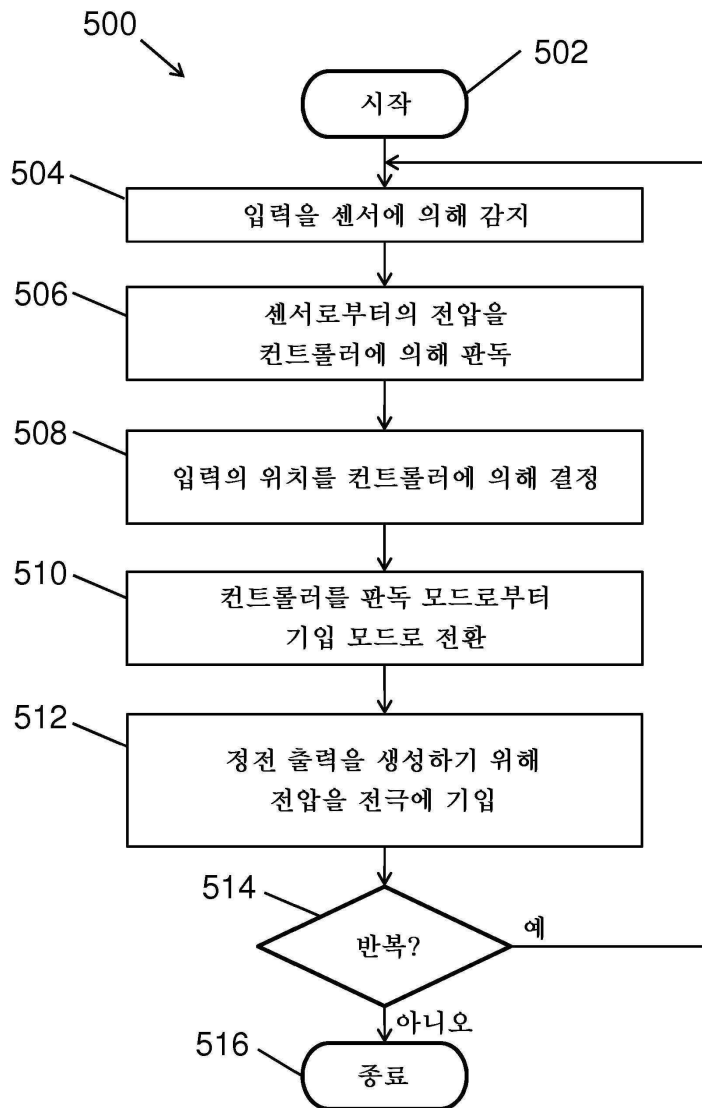 500
502
시작
504
입력을 센서에 의해 감지
506
센서로부터의 전압을
컨트롤러에 의해 판독
508
입력의 위치를 컨트롤러에 의해 결정
510
컨트롤러를 판독 모드로부터
기입 모드로 전환
512
정전 출력을 생성하기 위해
전압을 전극에 기입
514
반복?
예
아니오
516
종료